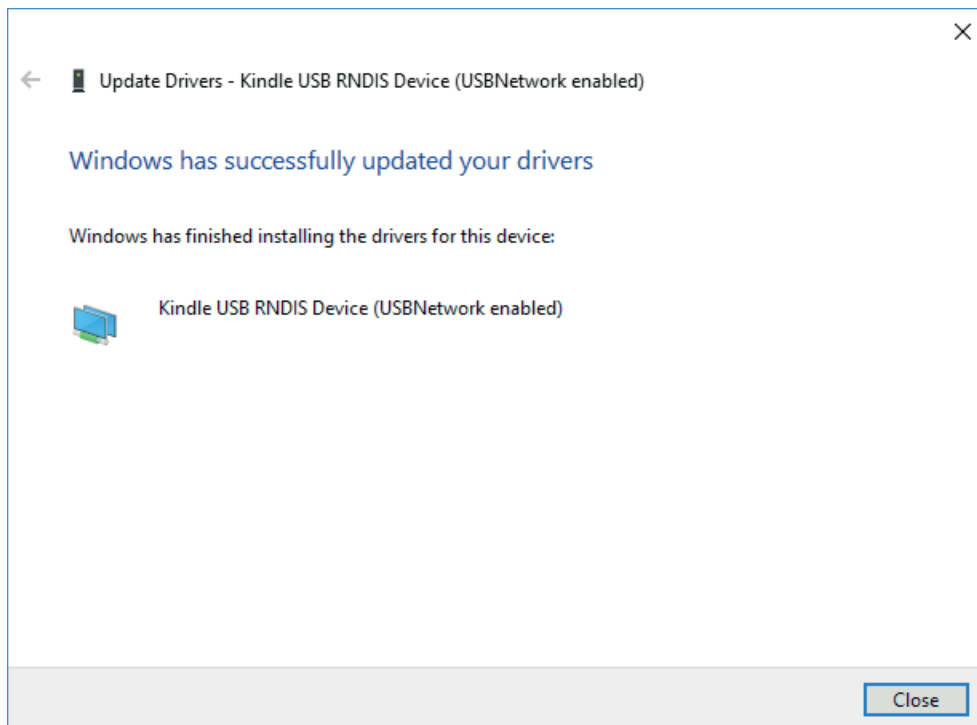 Update Drivers - Kindle USB RNDIS Device (USBNetwork enabled)
Windows has successfully updated your drivers
Windows has finished installing the drivers for this device:
Kindle USB RNDIS Device (USBNetwork enabled)
Close